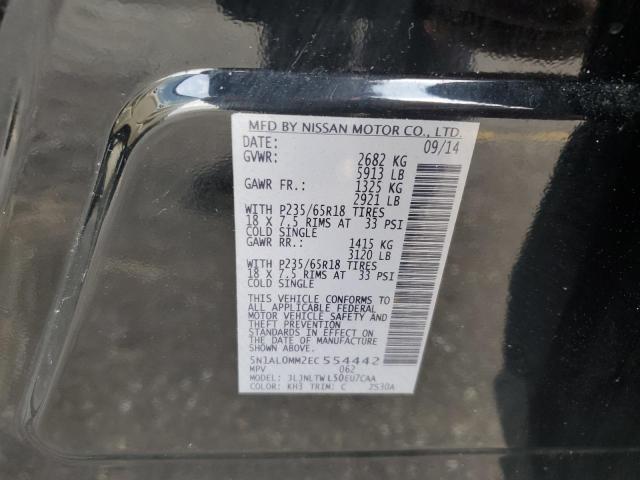 MFD BY NISSAN MOTOR CO., LTD.
DATE: 09/14
GVWR: 2682 KG
5913 LB
GAWR FR.: 1325 KG
2921 LB
WITH P235/65R18 TIRES
18 X 7.5 RIMS AT 33 PSI
COLD SINGLE
GAWR RR.: 1415 KG
3120 LB
WITH P235/65R18 TIRES
18 X 7.5 RIMS AT 33 PSI
COLD SINGLE
THIS VEHICLE CONFORMS TO
ALL APPLICABLE FEDERAL
MOTOR VEHICLE SAFETY AND
THEFT PREVENTION
STANDARDS IN EFFECT ON
THE DATE OF MANUFACTURE
SHOWN ABOVE.
5N1AL0MM2EC554442
MPV 062
MODEL: JLJNLTWL50EU7CAA
COLOR: KH3 TRIM: C 2S30A